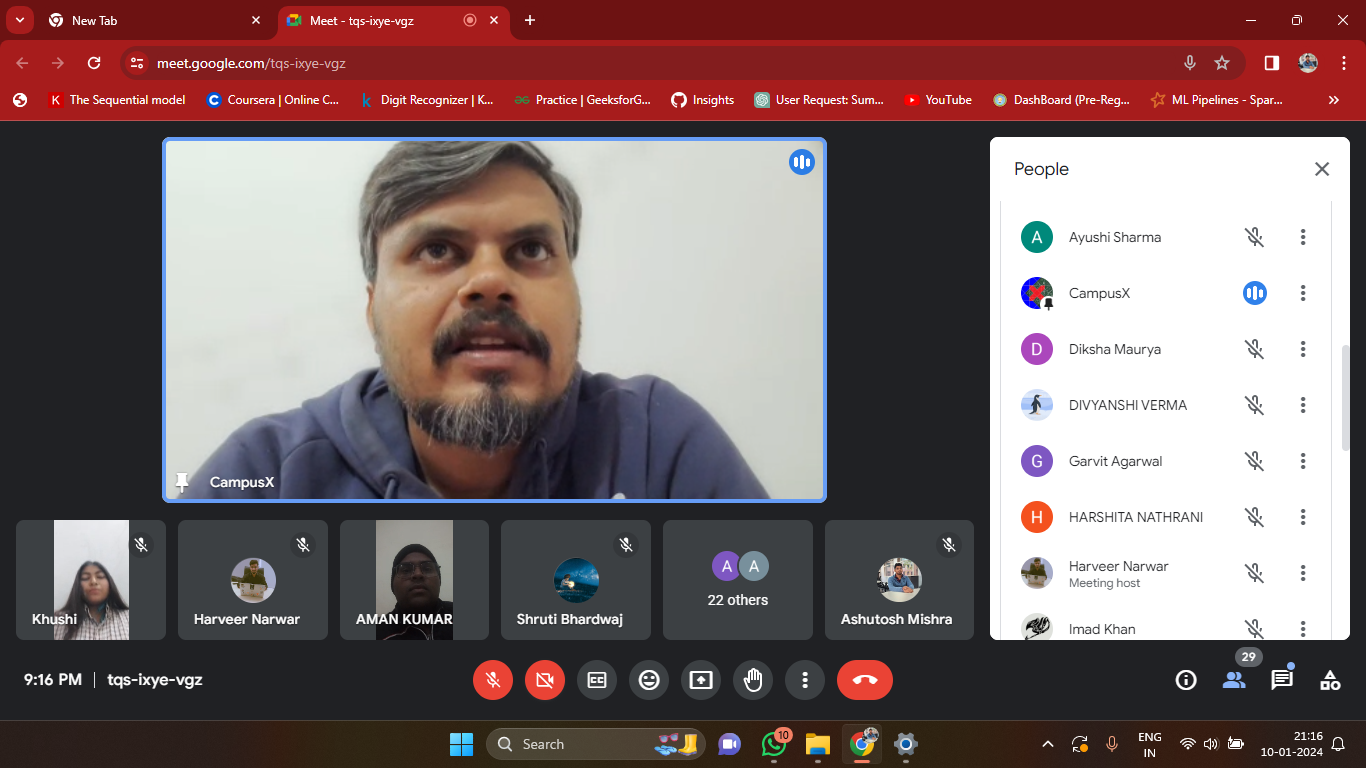 New Tab
Meet - tqs-ixye-vgz
meet.google.com/tqs-ixye-vgz
K The Sequential model
C Coursera | Online C...
k Digit Recognizer | K...
Practice | GeeksforG...
Insights
User Request: Sum...
YouTube
DashBoard (Pre-Reg...
ML Pipelines - Spar...
»
CampusX
Khushi
Harveer Narwar
AMAN KUMAR
Shruti Bhardwaj
A A
22 others
Ashutosh Mishra
People
A Ayushi Sharma
CampusX
D Diksha Maurya
DIVYANSHI VERMA
G Garvit Agarwal
H HARSHITA NATHRANI
Harveer Narwar
Meeting host
Imad Khan
9:16 PM | tqs-ixye-vgz
29
Search
10
ENG
IN
21:16
10-01-2024